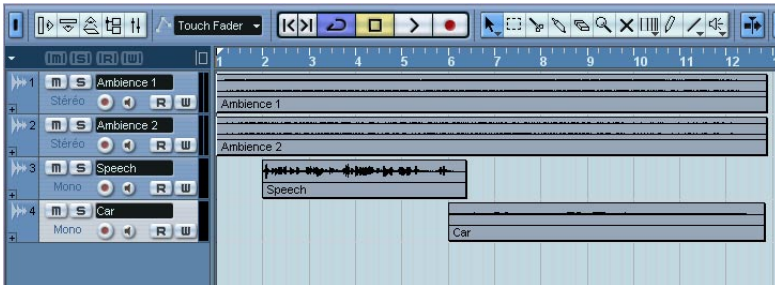 Touch Fader
m S R W
1 2 3 4 5 6 7 8 9 10 11 12
1 m S Ambience 1
Stéréo R W
Ambience 1
2 m S Ambience 2
Stéréo R W
Ambience 2
3 m S Speech
Mono R W
Speech
4 m S Car
Mono R W
Car